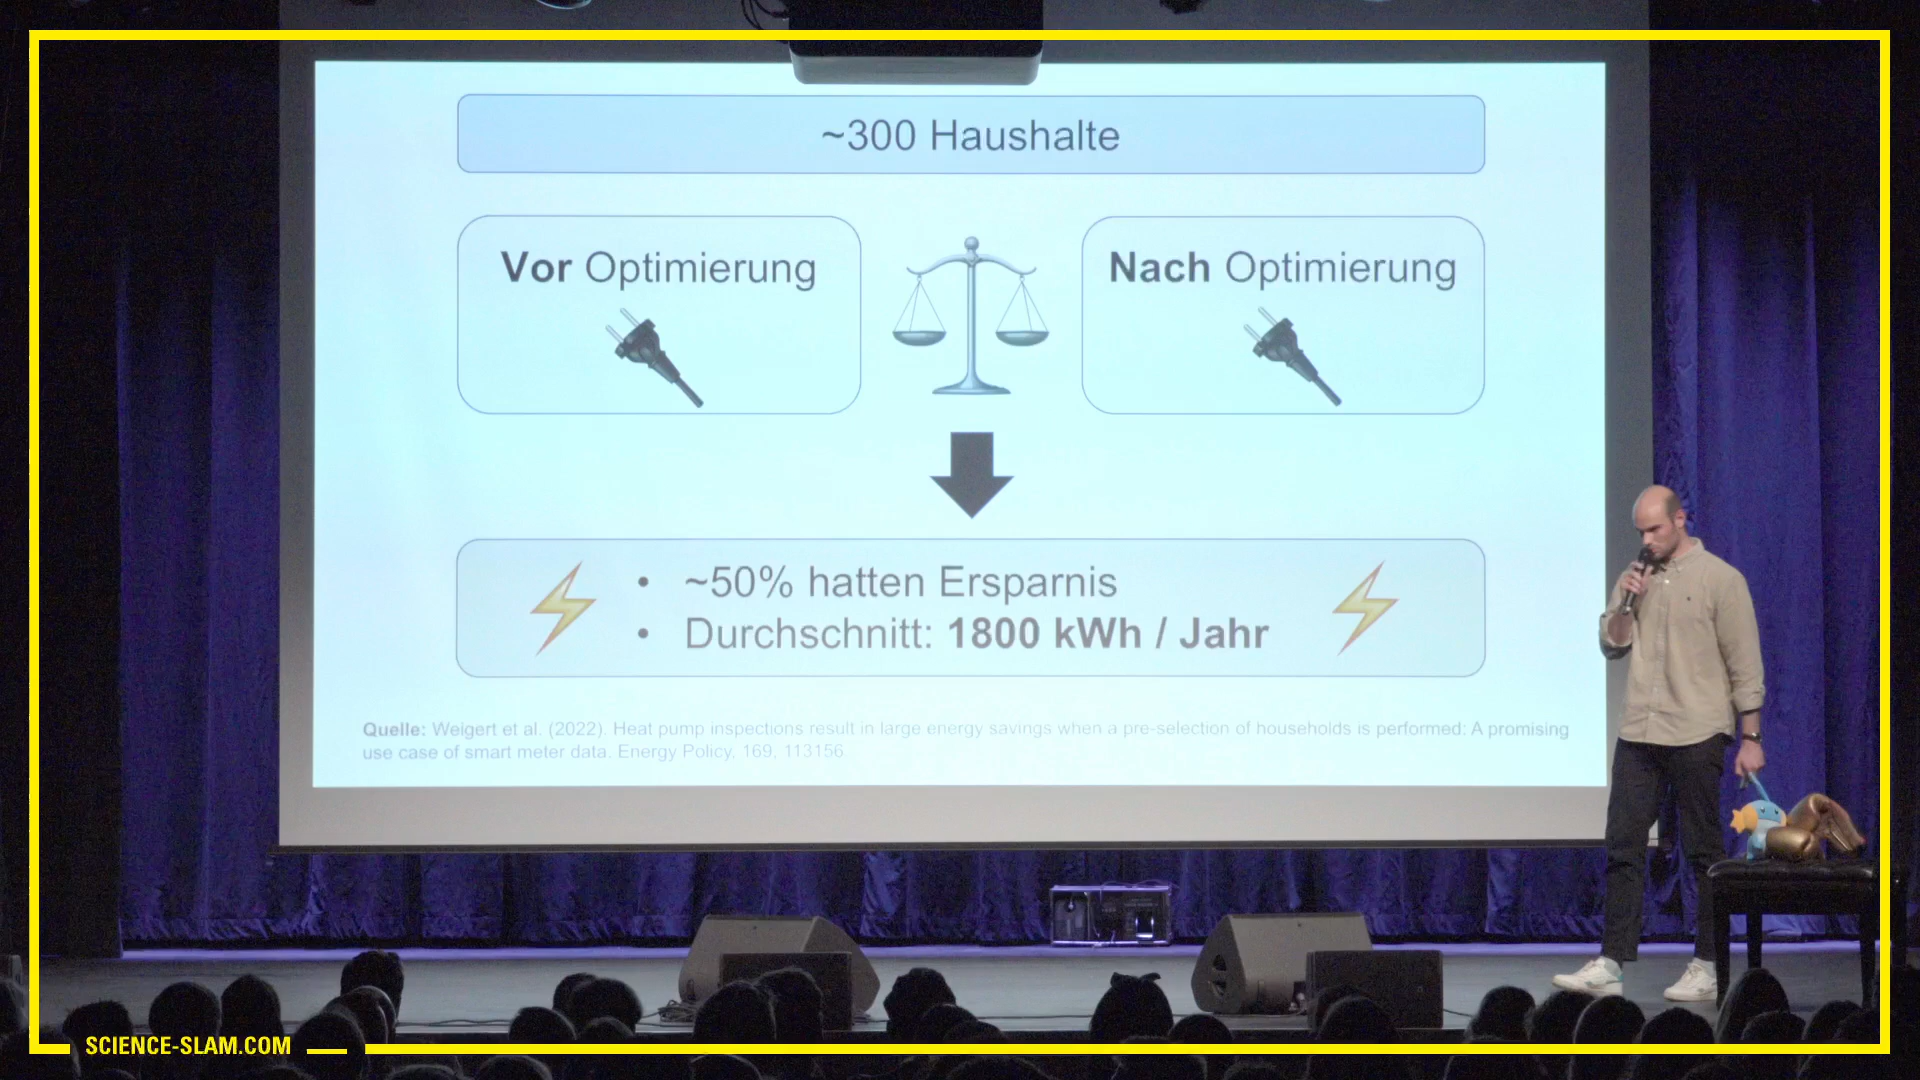 ~300 Haushalte
Vor Optimierung
Nach Optimierung
• ~50% hatten Ersparnis
• Durchschnitt: 1800 kWh / Jahr
Quelle: Weigert et al. (2022). Heat pump inspections result in large energy savings when a pre-selection of households is performed: A promising
use case of smart meter data. Energy Policy, 169, 113156.
SCIENCE-SLAM.COM